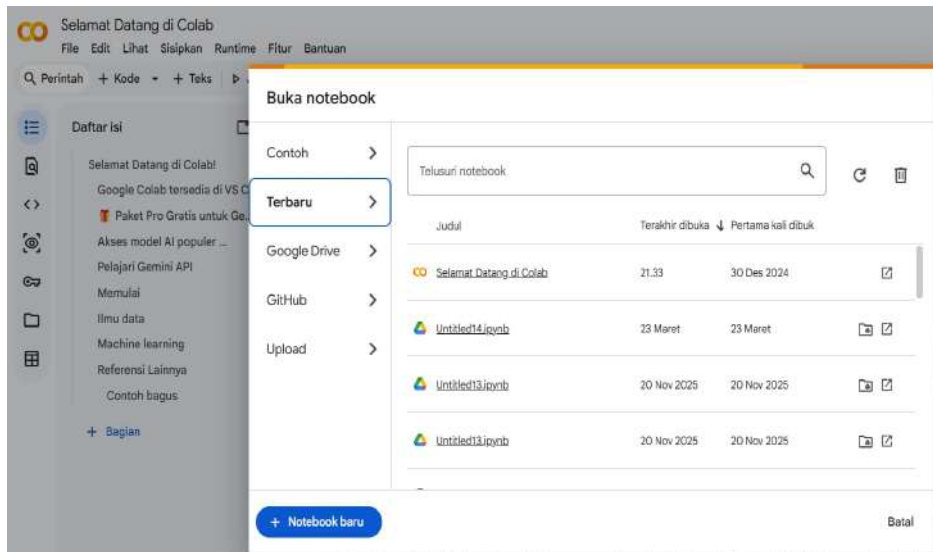 Selamat Datang di Colab
File Edit Lihat Sisipkan Runtime Fitur Bantuan
Perintah + Kode + Teks
Daftar isi
Selamat Datang di Colab!
Google Colab tersedia di VS C
Paket Pro Gratis untuk Ge...
Akses model AI populer ...
Pelajari Gemini API
Memulai
Ilmu data
Machine learning
Referensi Lainnya
Contoh bagus
+ Bagian
Buka notebook
Contoh
Terbaru
Google Drive
GitHub
Upload
Telusuri notebook
Judul Terakhir dibuka Pertama kali dibuk
Selamat Datang di Colab 21.33 30 Des 2024
Untitled14.ipynb 23 Maret 23 Maret
Untitled13.ipynb 20 Nov 2025 20 Nov 2025
Untitled13.ipynb 20 Nov 2025 20 Nov 2025
+ Notebook baru
Batal